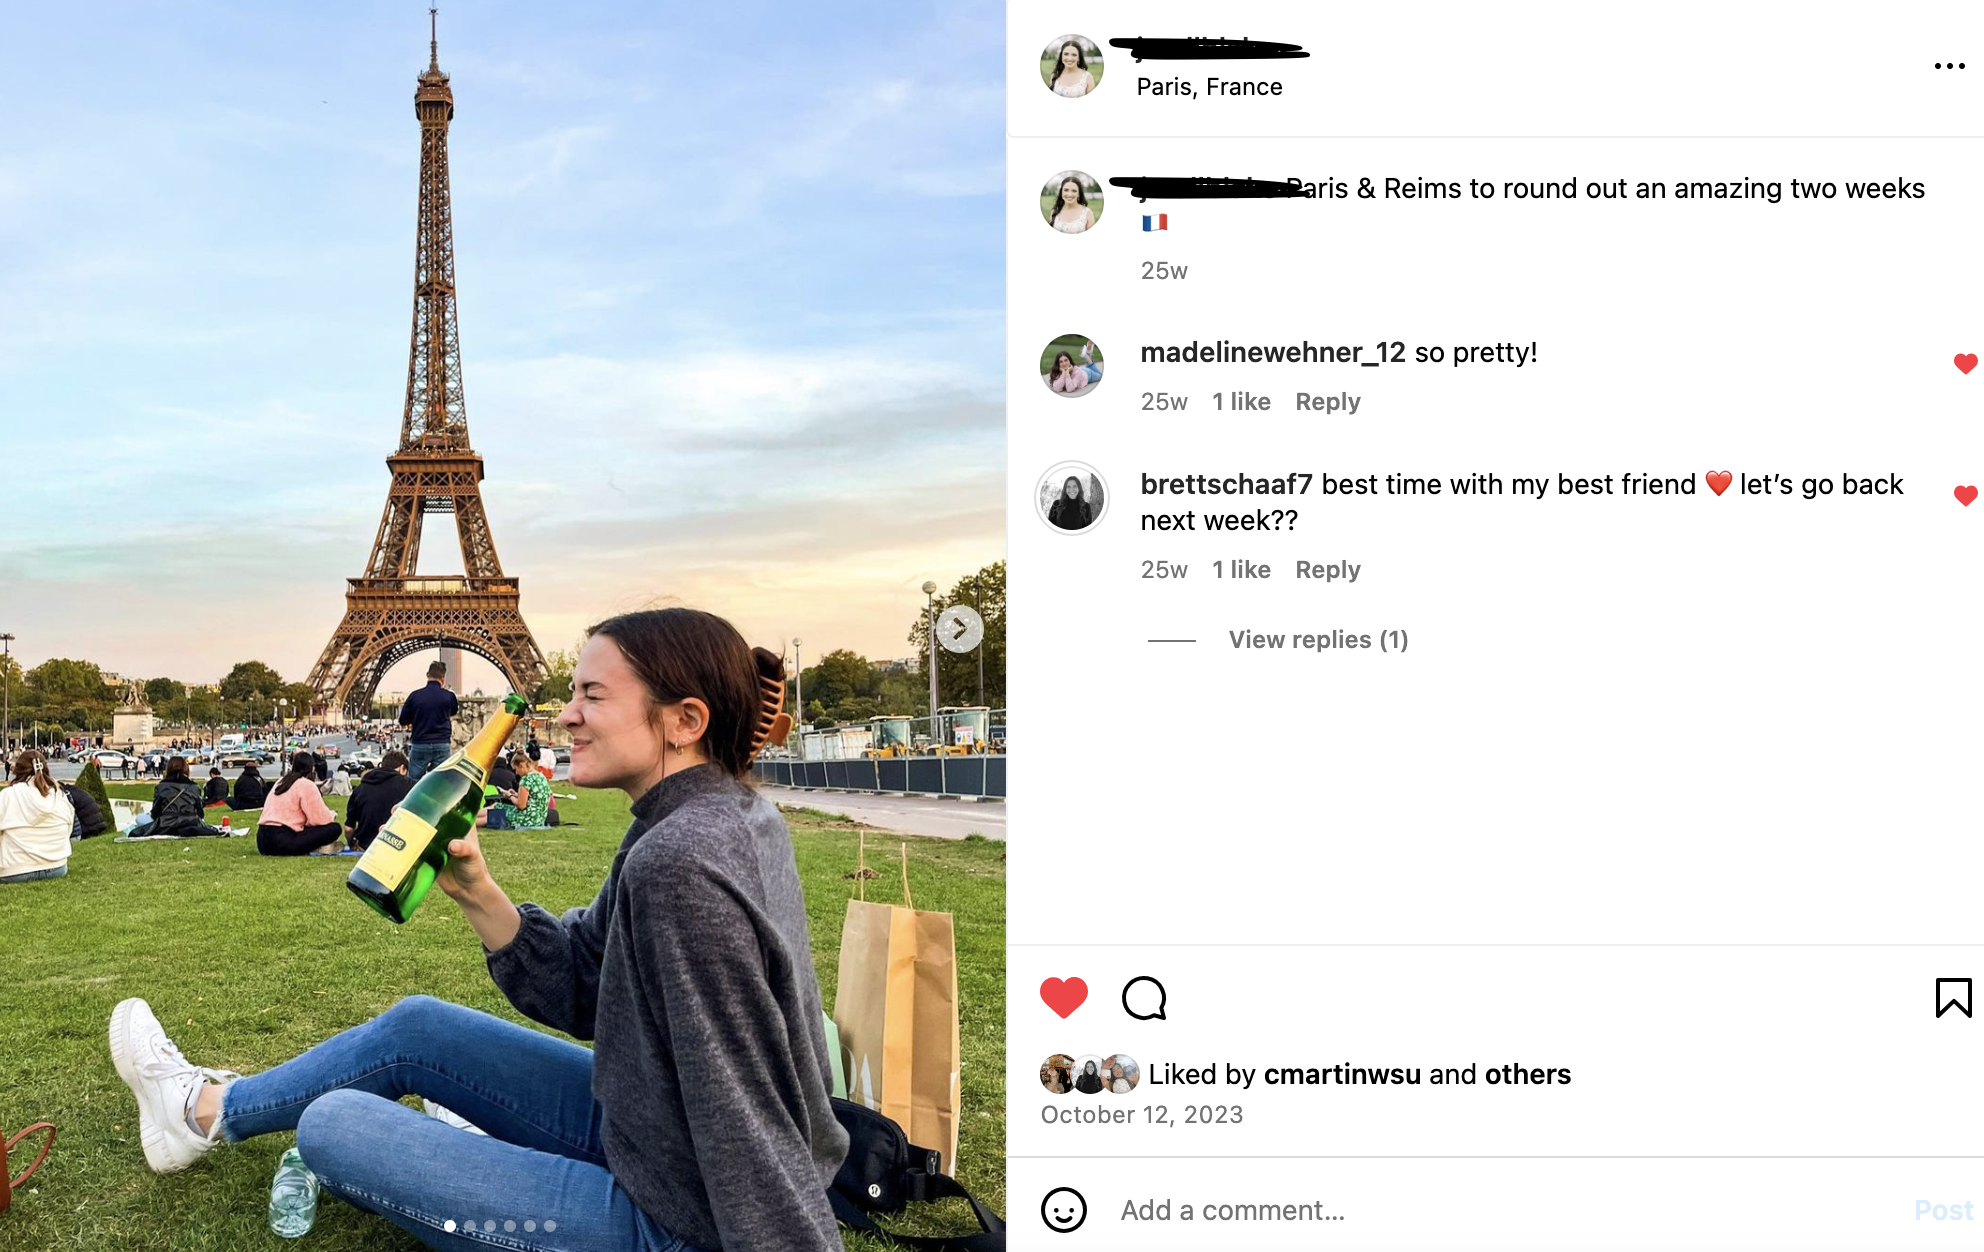 Paris, France
Paris & Reims to round out an amazing two weeks
🇫🇷
25w
madelinewehner_12 so pretty!
25w 1 like Reply
brettschaaf7 best time with my best friend ❤️ let’s go back
next week??
25w 1 like Reply
View replies (1)
Liked by cmartinwsu and others
October 12, 2023
Add a comment...
Post